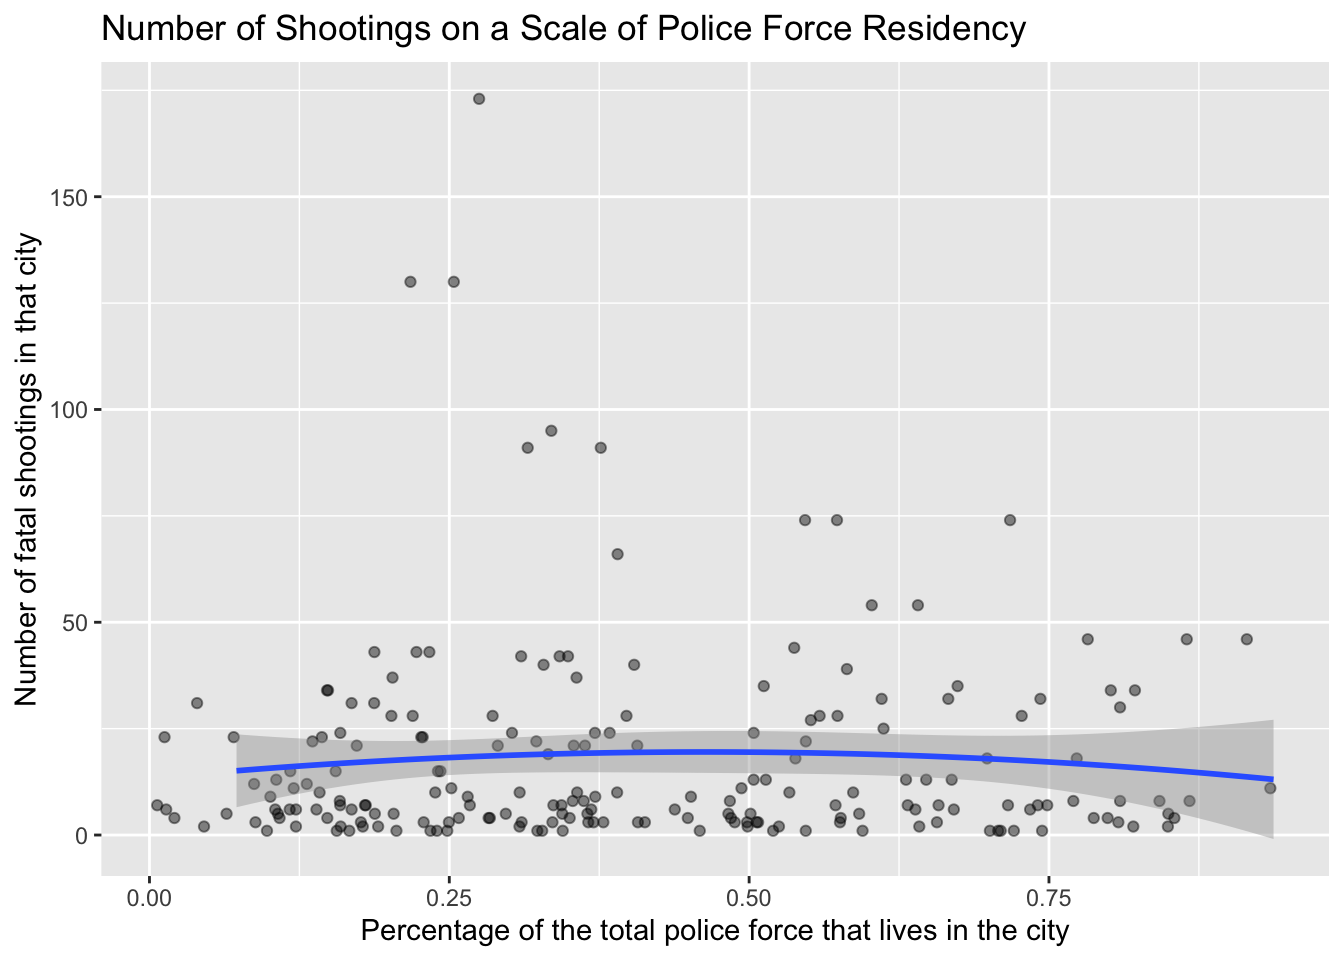 Number of Shootings on a Scale of Police Force Residency
Number of fatal shootings in that city
150
100
50
0
0.00 0.25 0.50 0.75
Percentage of the total police force that lives in the city